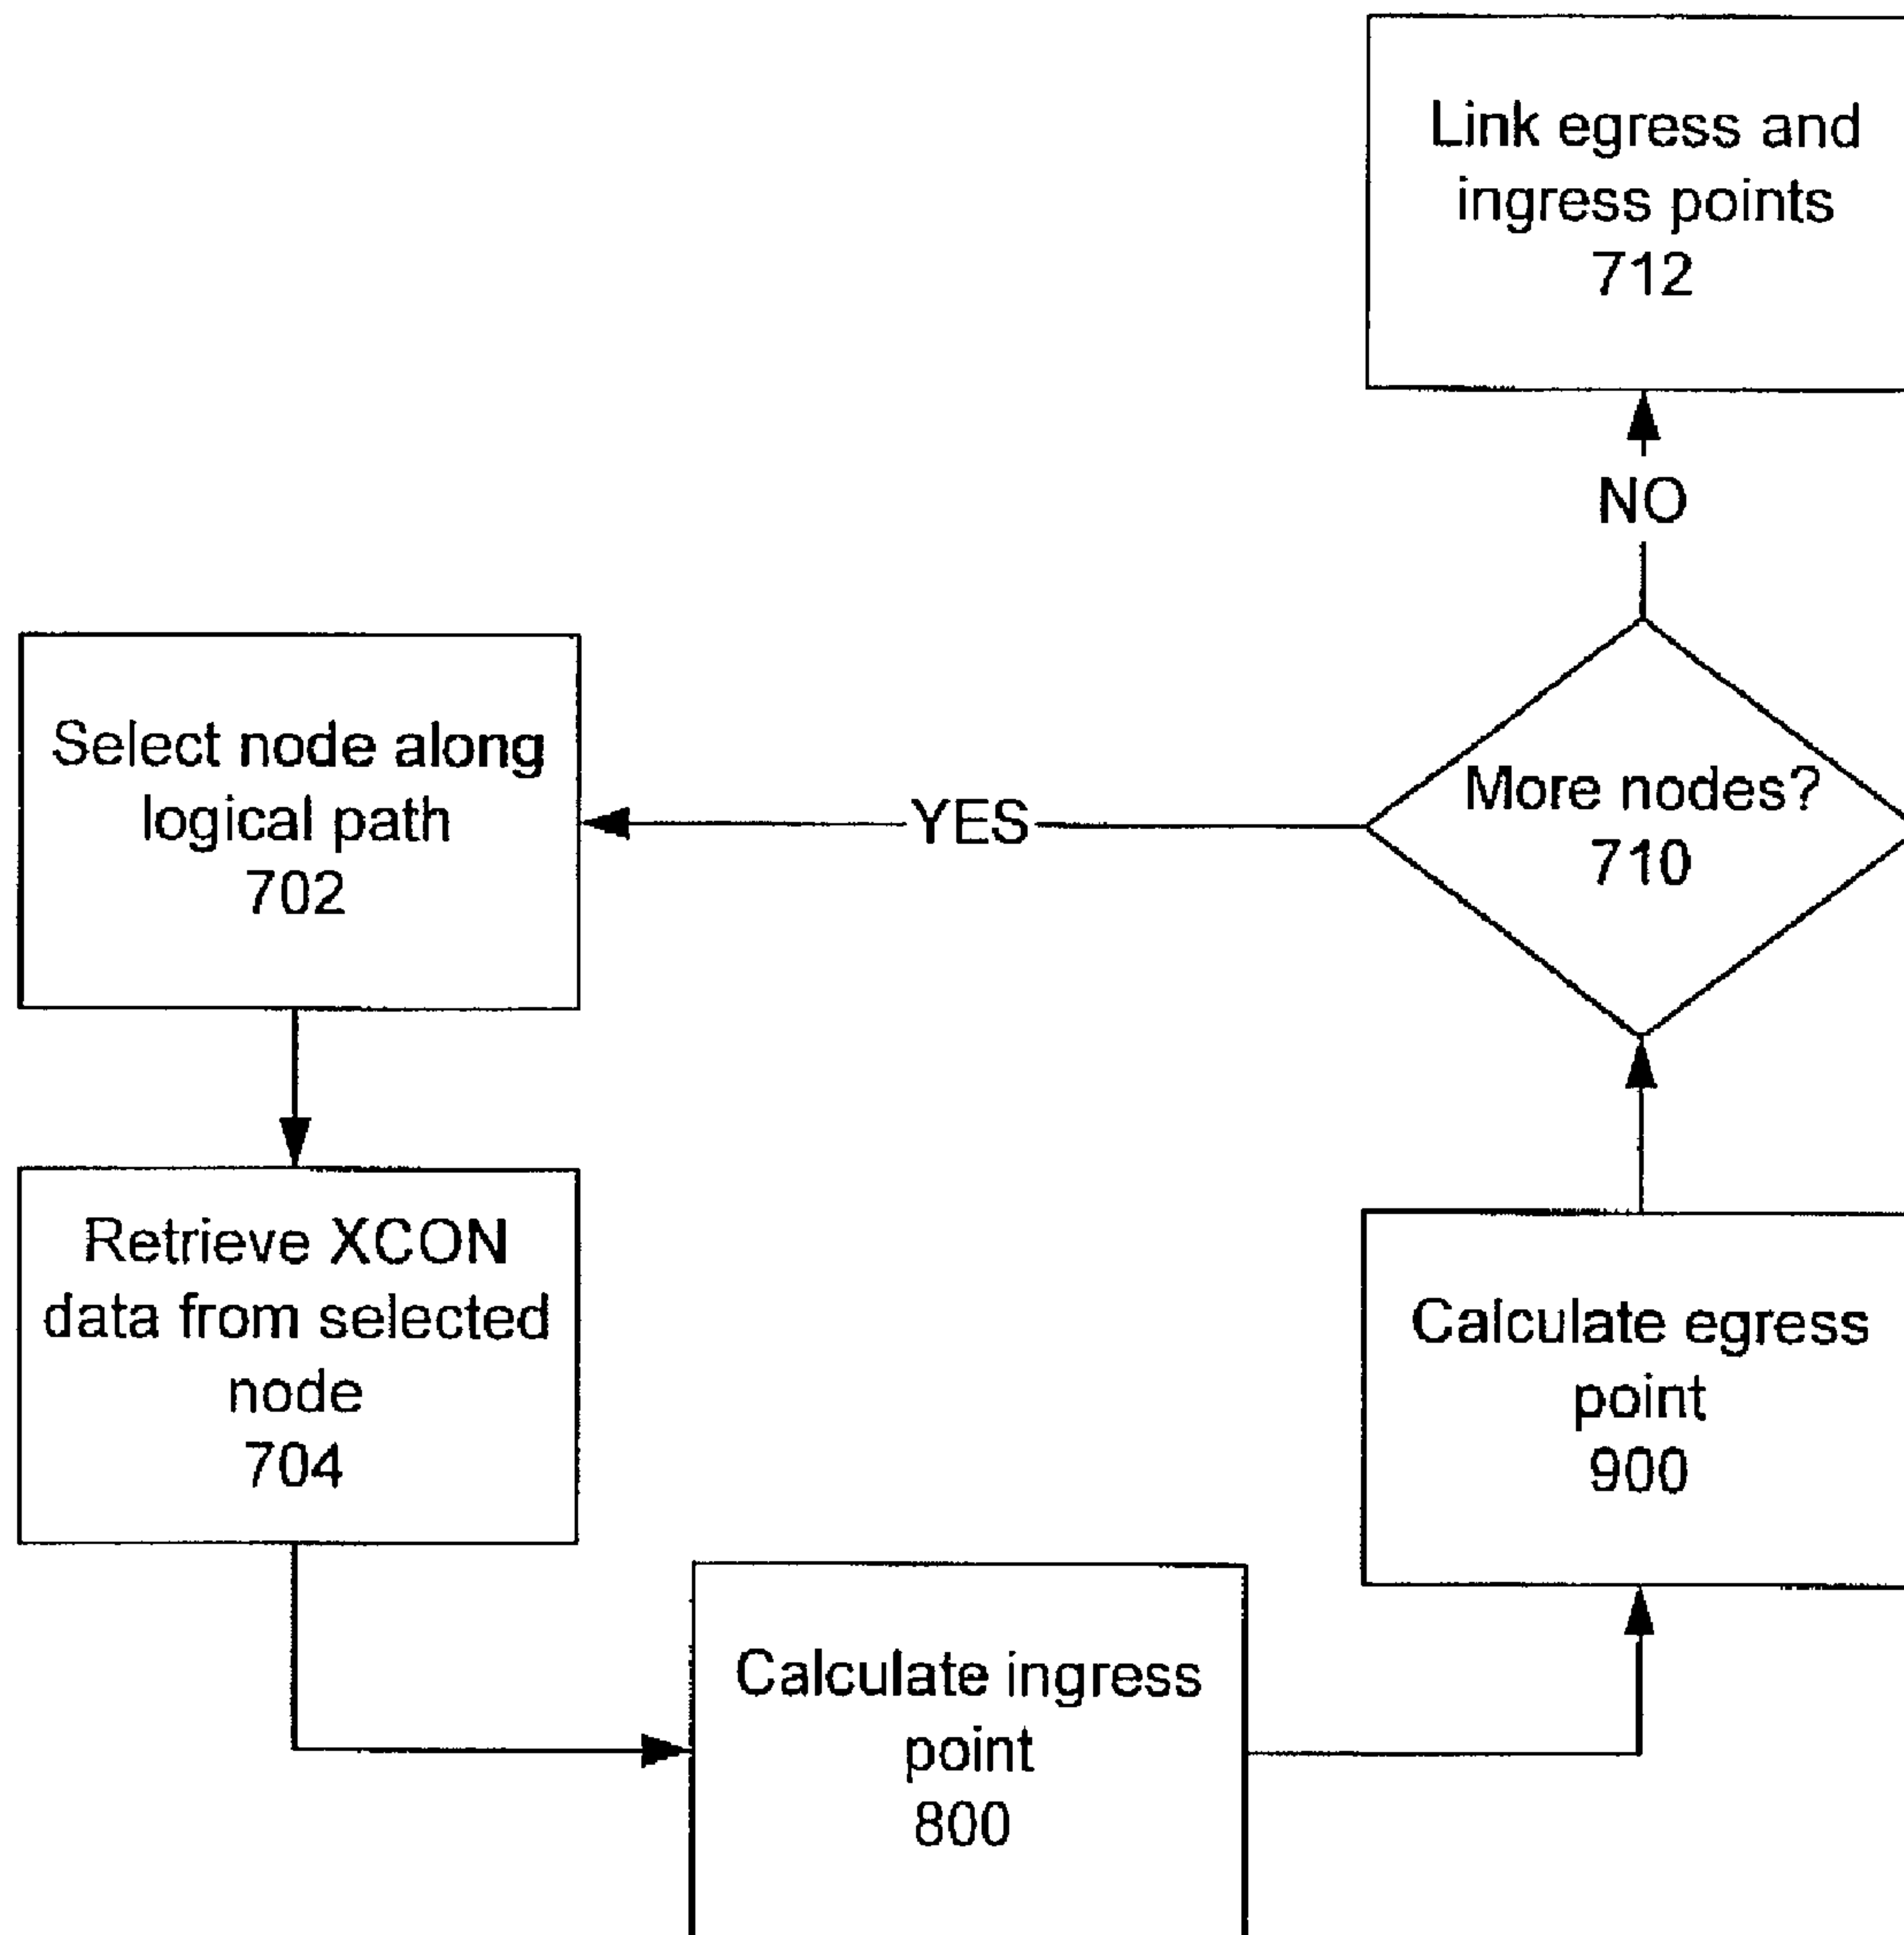 Link egress and
ingress points
712
NO
Select node along
logical path
702
YES
More nodes?
710
Retrieve XCON
data from selected
node
704
Calculate egress
point
900
Calculate ingress
point
800